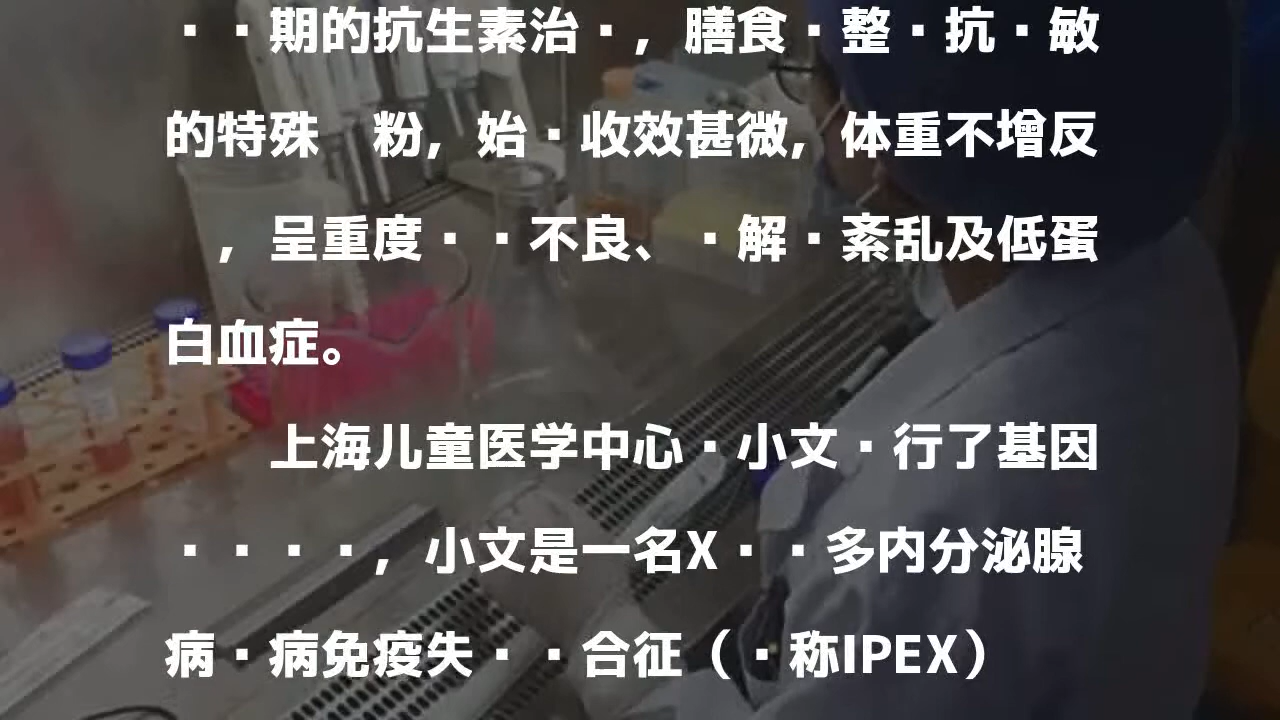 ··期的抗生素治·，膳食·整·抗·敏
的特殊　粉，始·收效甚微，体重不增反
　，呈重度··不良、·解·紊乱及低蛋
白血症。
上海儿童医学中心·小文·行了基因
····，小文是一名X··多内分泌腺
病·病免疫失··合征（·称IPEX）